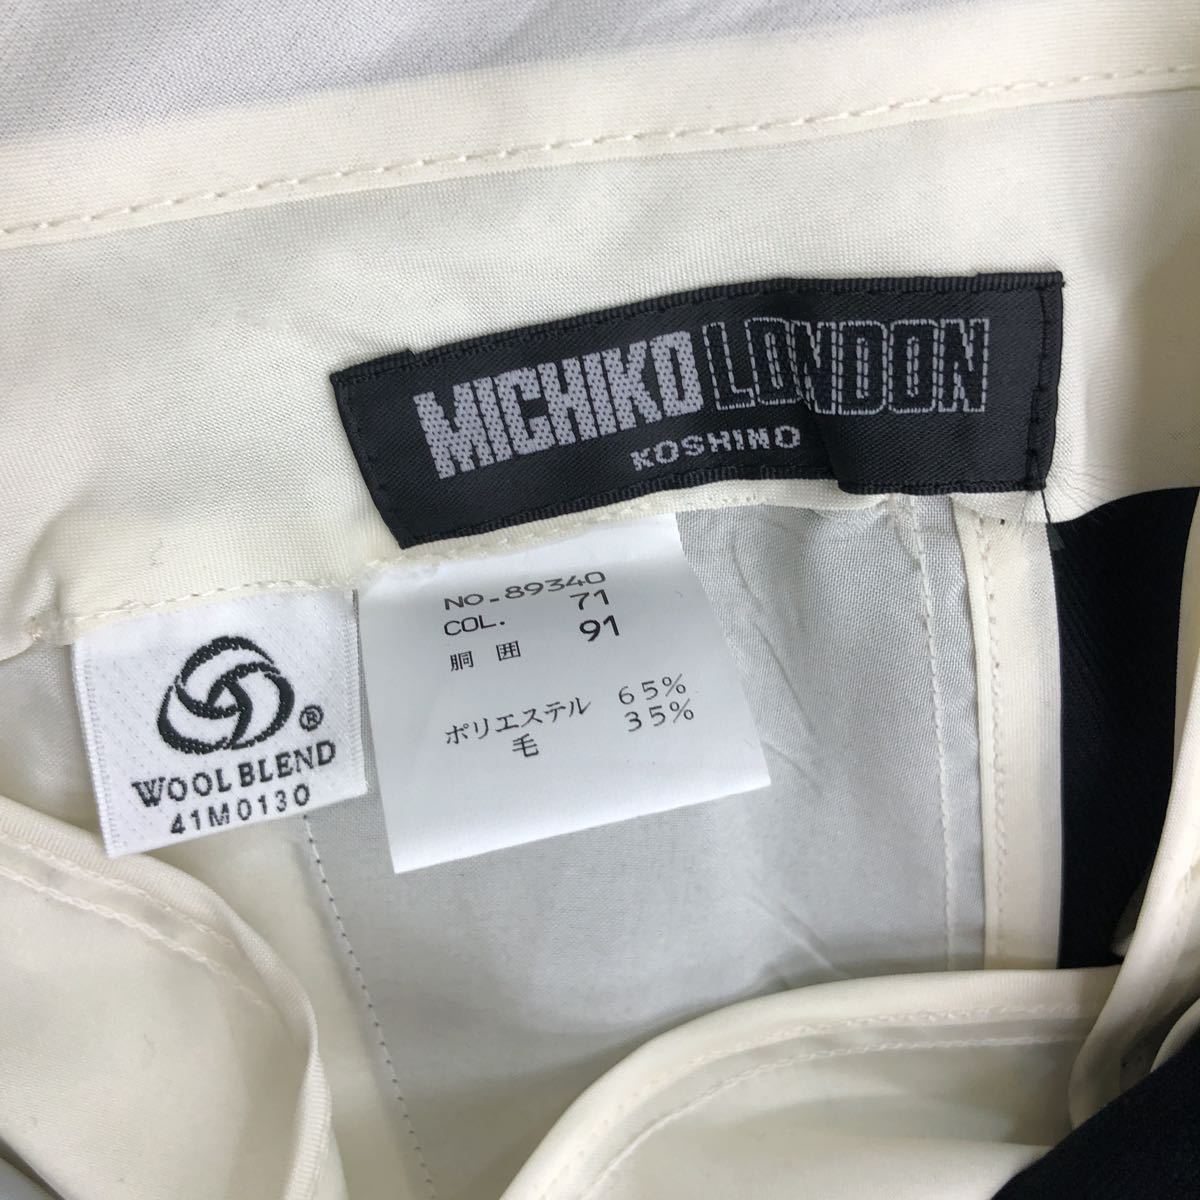 MICHIKO LONDON
KOSHINO
NO-89340
COL. 71
胴 囲 91
ポリエステル 65%
毛 35%
®
WOOL BLEND
41M0130